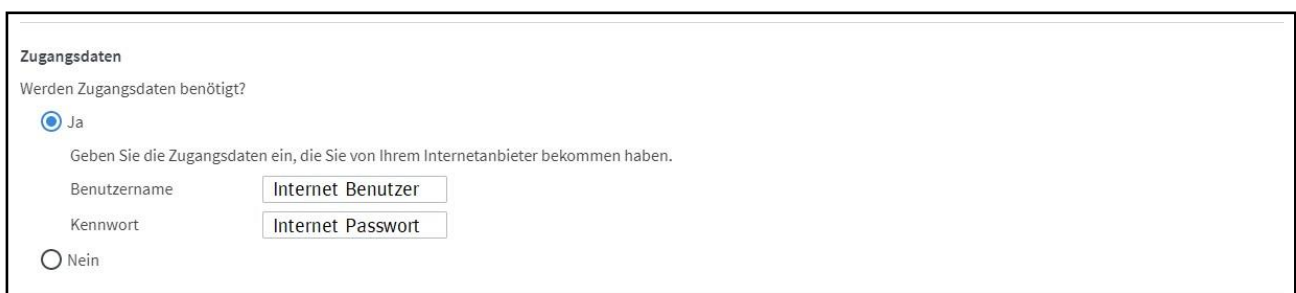 Zugangsdaten
Werden Zugangsdaten benötigt?
Ja
Geben Sie die Zugangsdaten ein, die Sie von Ihrem Internetanbieter bekommen haben.
Benutzername Internet Benutzer
Kennwort Internet Passwort
Nein